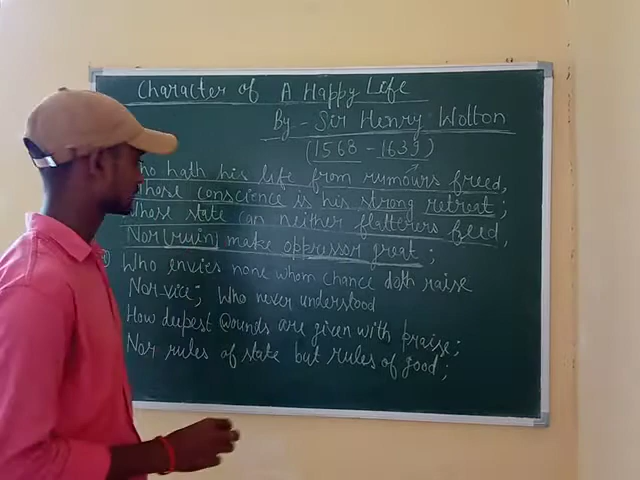 Character of A Happy Life
By - Sir Henry Wolton
(1568 - 1639)
ho hath his life from rumours freed,
hose conscience is his strong retreat;
hose state can neither flatterers feed,
Nor (ruin) make oppressor great;
Who envies none whom chance doth raise
Nor vice; Who never understood
How deepest wounds are given with praise;
Nor rules of state but rules of good;